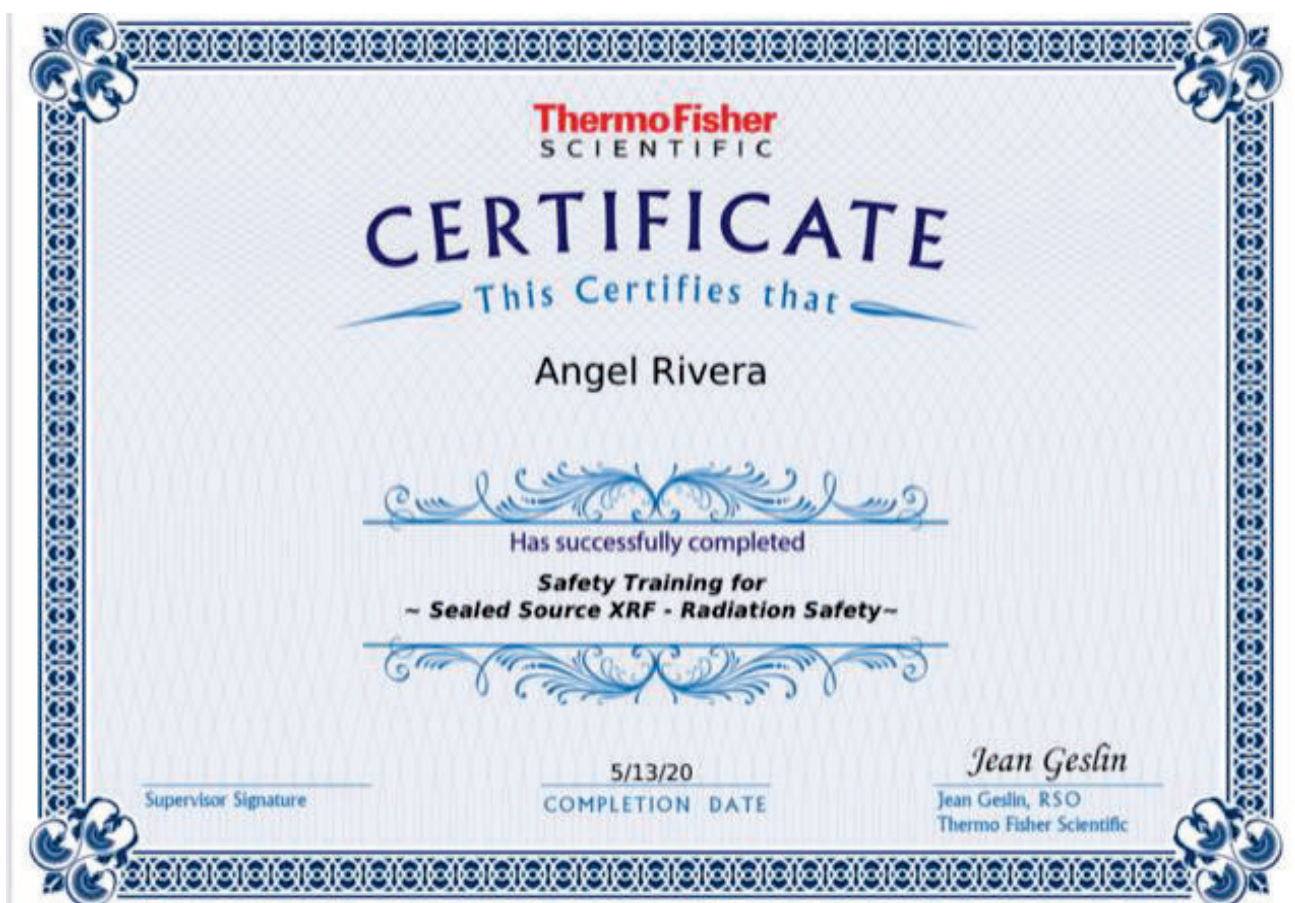 ThermoFisher
SCIENTIFIC
CERTIFICATE
This Certifies that
Angel Rivera
Has successfully completed
Safety Training for
~ Sealed Source XRF - Radiation Safety~
5/13/20
Jean Geslin
Supervisor Signature
COMPLETION DATE
Jean Geslin, RSO
Thermo Fisher Scientific